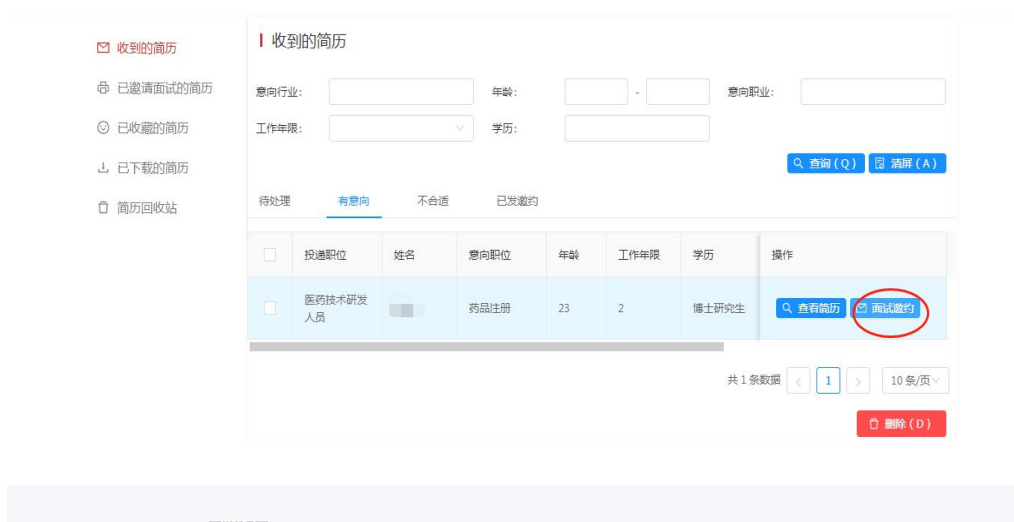 收到的简历
已邀请面试的简历
已收藏的简历
已下载的简历
简历回收站
收到的简历
意向行业:
年龄:
-
意向职业:
工作年限:
学历:
查询(Q)
清屏(A)
待处理
有意向
不合适
已发邀约
投递职位
姓名
意向职位
年龄
工作年限
学历
操作
医药技术研发
人员
药品注册
23
2
博士研究生
查看简历
面试邀约
共1条数据
<
1
>
10条/页
删除(D)